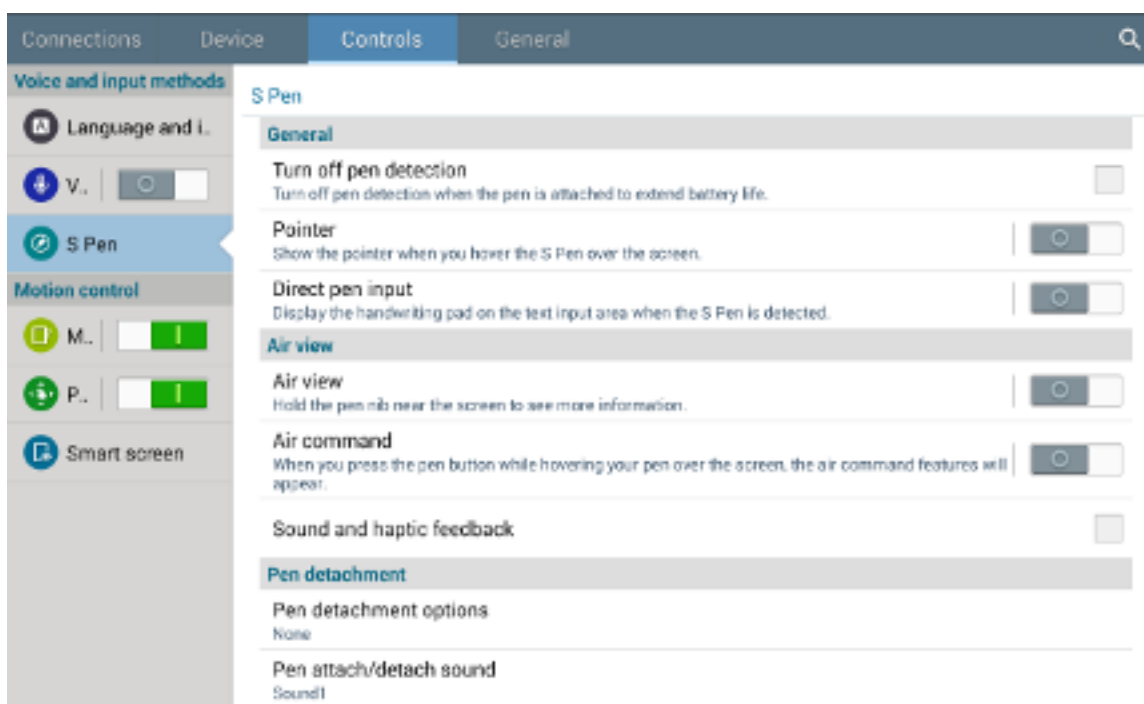 Connections Device Controls General
Voice and input methods
Language and i..
V..
S Pen
Motion control
M..
P..
Smart screen
S Pen
General
Turn off pen detection
Turn off pen detection when the pen is attached to extend battery life.
Pointer
Show the pointer when you hover the S Pen over the screen.
Direct pen input
Display the handwriting pad on the text input area when the S Pen is detected.
Air view
Air view
Hold the pen nib near the screen to see more information.
Air command
When you press the pen button while hovering your pen over the screen, the air command features will
appear.
Sound and haptic feedback
Pen detachment
Pen detachment options
None
Pen attach/detach sound
Sound1